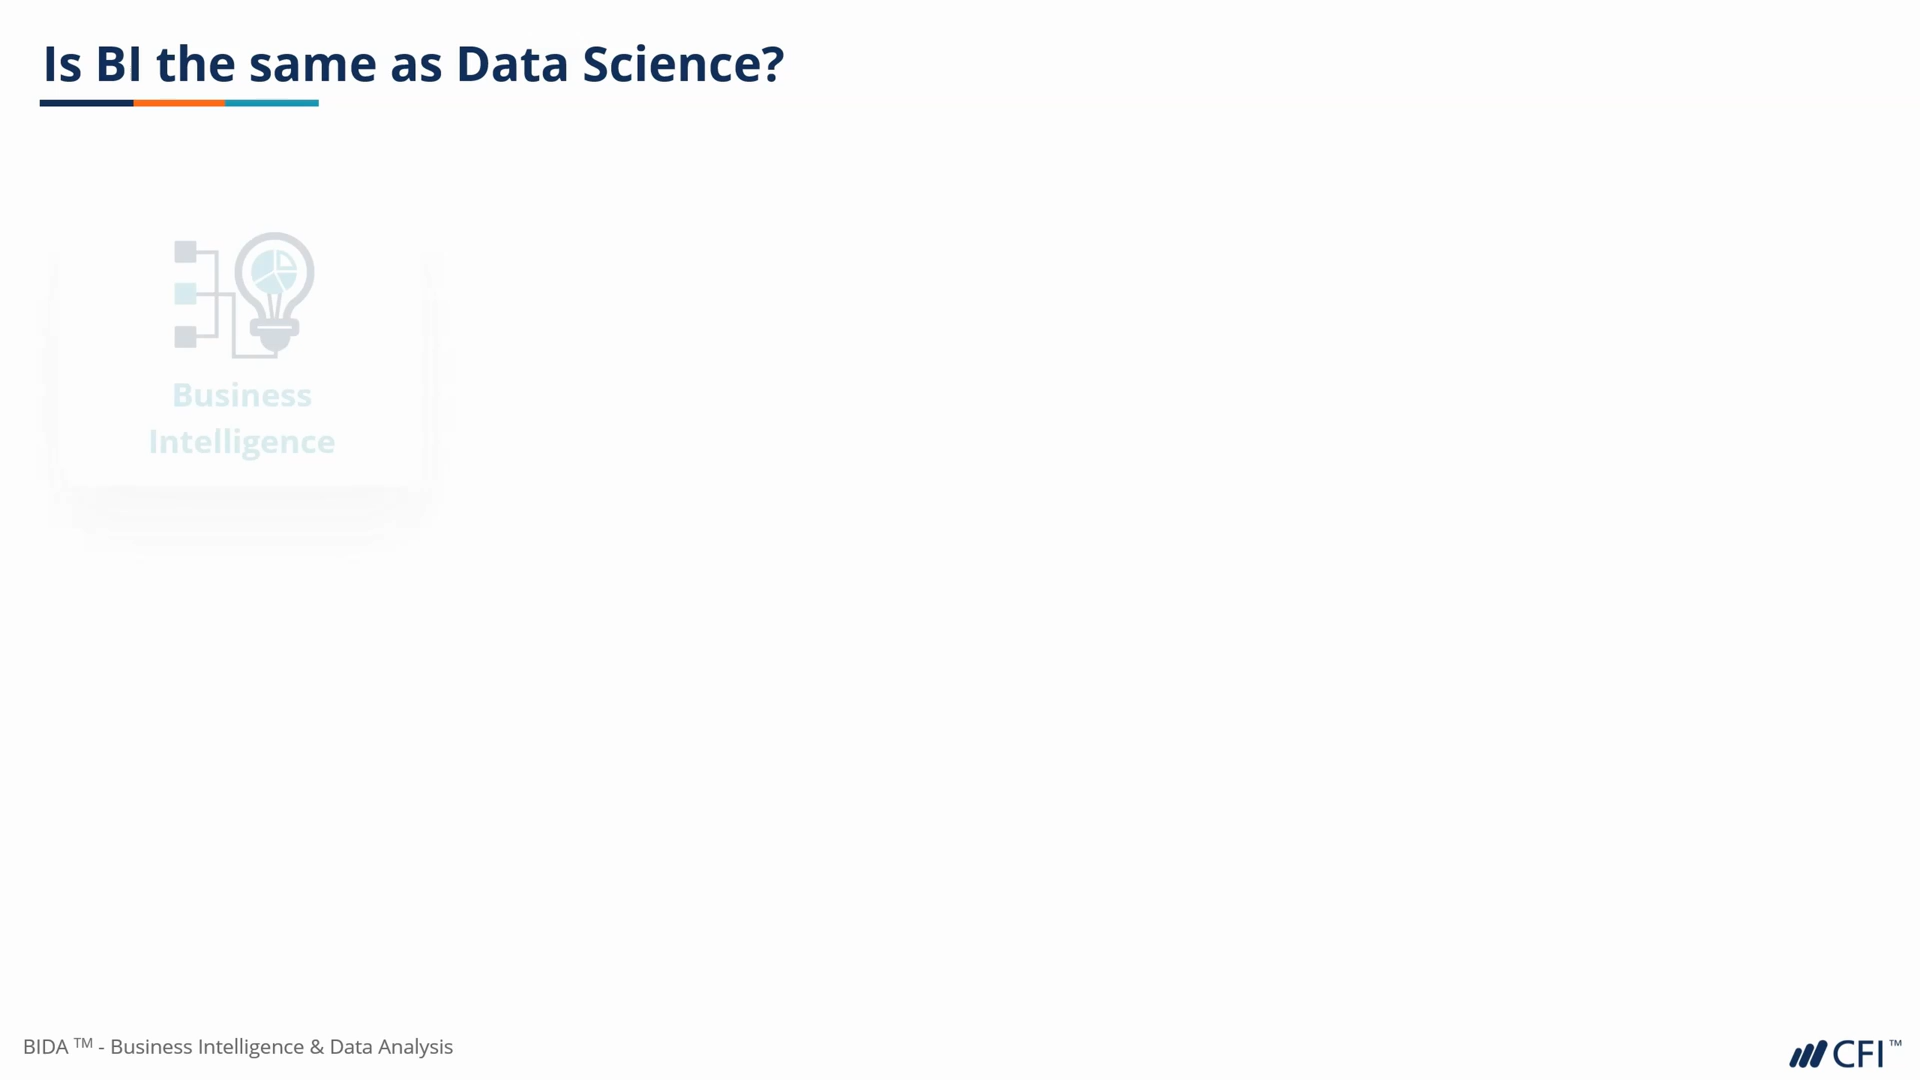 Is BI the same as Data Science?
Business
Intelligence
BIDA ™ - Business Intelligence & Data Analysis
CFI™